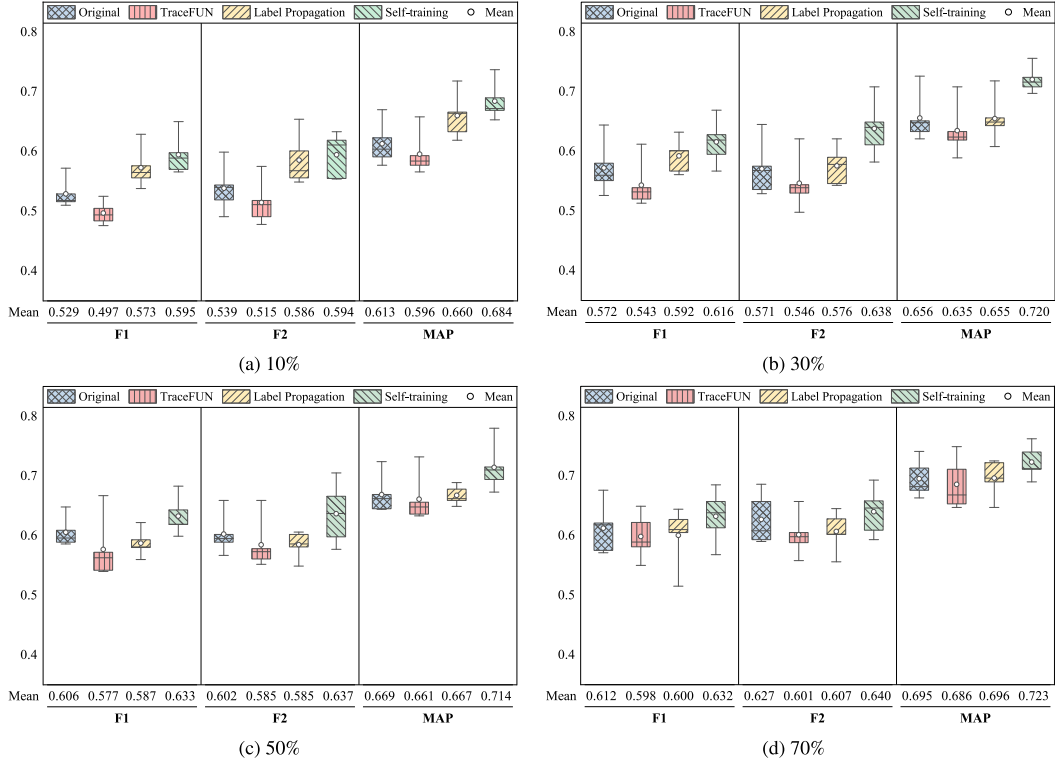 Original TraceFUN Label Propagation Self-training Mean
0.8
0.7
0.6
0.5
0.4
Mean 0.529 0.497 0.573 0.595 0.539 0.515 0.586 0.594 0.613 0.596 0.660 0.684
F1 F2 MAP
(a) 10%
Original TraceFUN Label Propagation Self-training Mean
0.8
0.7
0.6
0.5
0.4
Mean 0.572 0.543 0.592 0.616 0.571 0.546 0.576 0.638 0.656 0.635 0.655 0.720
F1 F2 MAP
(b) 30%
Original TraceFUN Label Propagation Self-training Mean
0.8
0.7
0.6
0.5
0.4
Mean 0.606 0.577 0.587 0.633 0.602 0.585 0.585 0.637 0.669 0.661 0.667 0.714
F1 F2 MAP
(c) 50%
Original TraceFUN Label Propagation Self-training Mean
0.8
0.7
0.6
0.5
0.4
Mean 0.612 0.598 0.600 0.632 0.627 0.601 0.607 0.640 0.695 0.686 0.696 0.723
F1 F2 MAP
(d) 70%